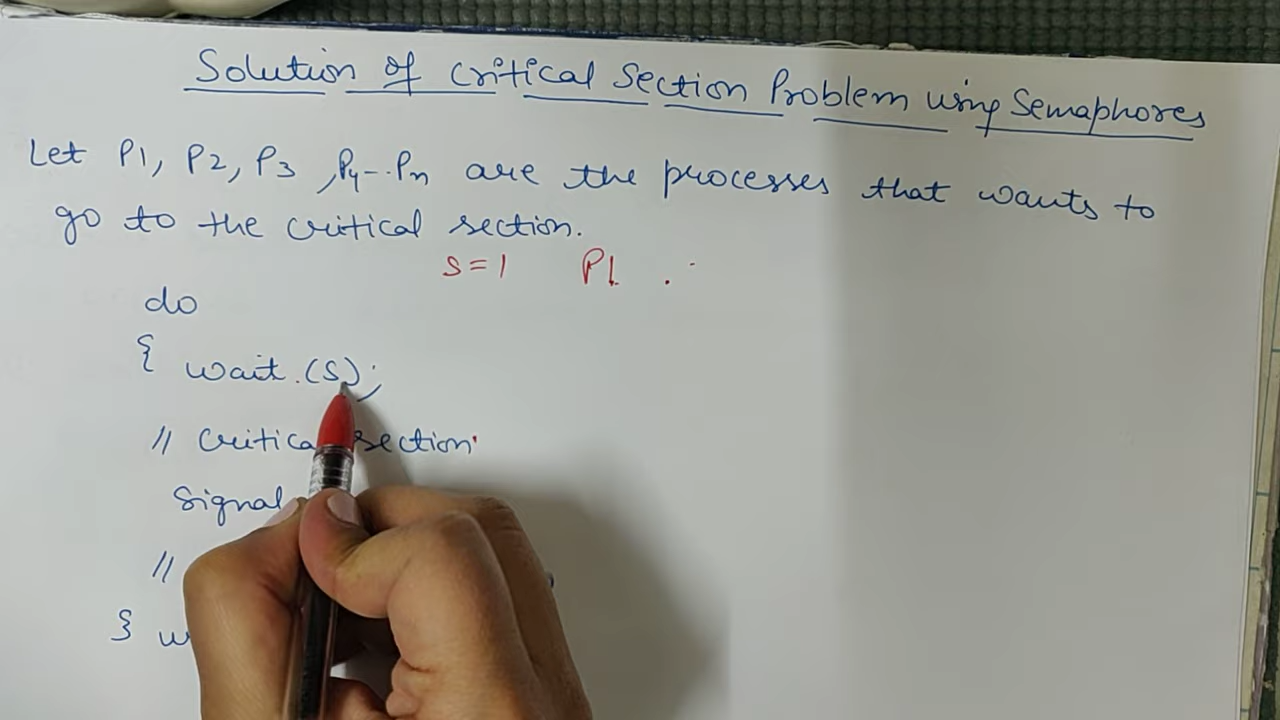 Solution of Critical Section Problem using Semaphores
Let P1, P2, P3, P4-..Pn are the processes that wants to
go to the critical section.
S=1 P1
do
{ wait.(S);
// Critica section
Signal
//
}